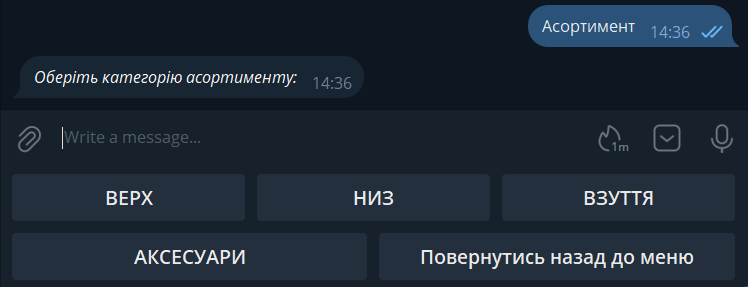 Асортимент 14:36
Оберіть категорію асортименту: 14:36
Write a message... 1m
ВЕРХ НИЗ ВЗУТТЯ
АКСЕСУАРИ Повернутись назад до меню